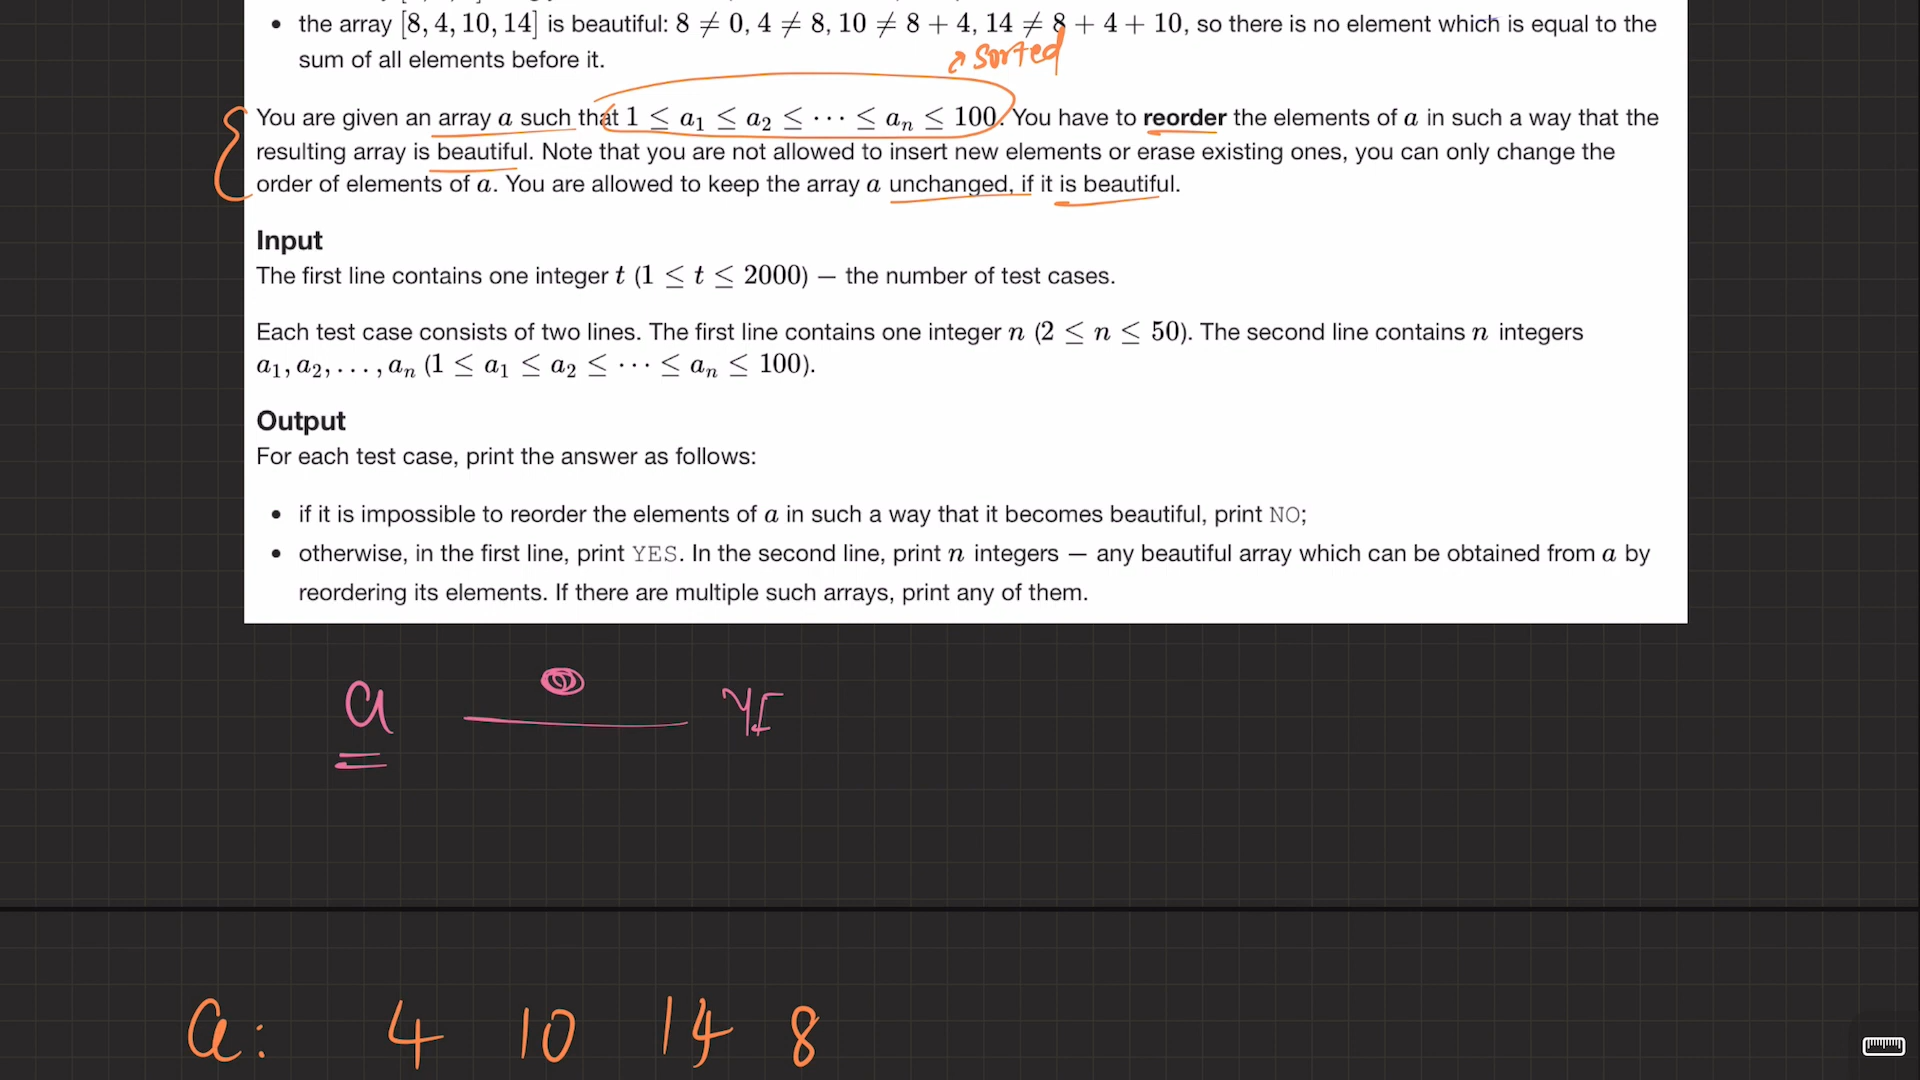 • the array [8, 4, 10, 14] is beautiful: 8 ≠ 0, 4 ≠ 8, 10 ≠ 8 + 4, 14 ≠ 8 + 4 + 10, so there is no element which is equal to the
sum of all elements before it.
sorted
You are given an array a such that 1 ≤ a₁ ≤ a₂ ≤ ⋯ ≤ aₙ ≤ 100. You have to reorder the elements of a in such a way that the
resulting array is beautiful. Note that you are not allowed to insert new elements or erase existing ones, you can only change the
order of elements of a. You are allowed to keep the array a unchanged, if it is beautiful.
Input
The first line contains one integer t (1 ≤ t ≤ 2000) — the number of test cases.
Each test case consists of two lines. The first line contains one integer n (2 ≤ n ≤ 50). The second line contains n integers
a₁, a₂, ..., aₙ (1 ≤ a₁ ≤ a₂ ≤ ⋯ ≤ aₙ ≤ 100).
Output
For each test case, print the answer as follows:
• if it is impossible to reorder the elements of a in such a way that it becomes beautiful, print NO;
• otherwise, in the first line, print YES. In the second line, print n integers — any beautiful array which can be obtained from a by
reordering its elements. If there are multiple such arrays, print any of them.
a
a: 4 10 14 8